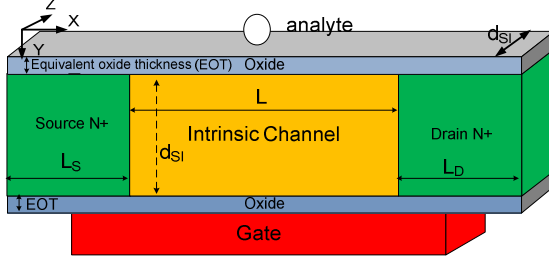 Z
X
Y
analyte
dSI
Equivalent oxide thickness (EOT)
Oxide
L
Source N+
Intrinsic Channel
Drain N+
dSI
LS
LD
EOT
Oxide
Gate